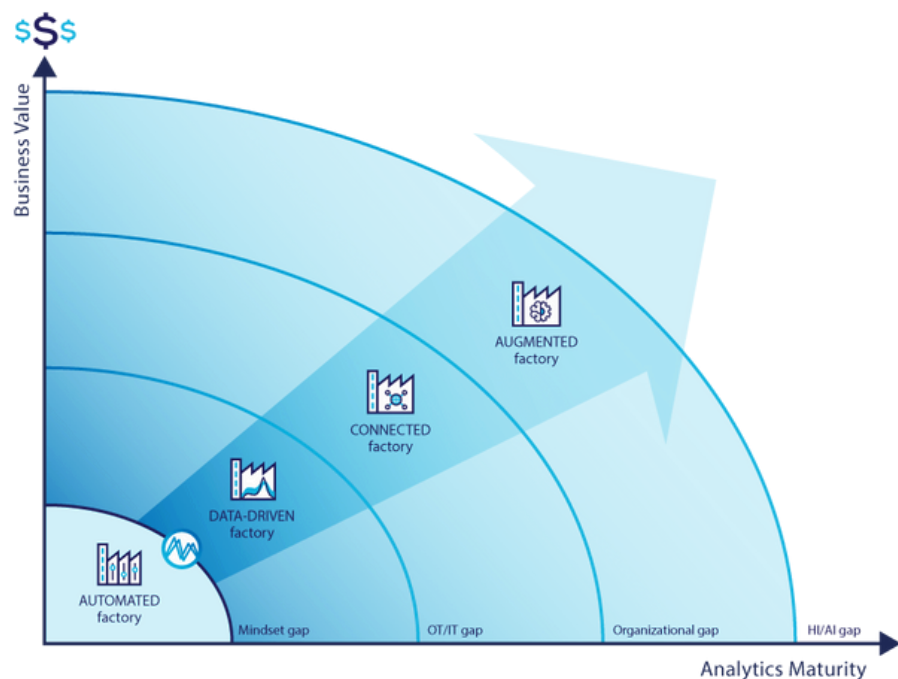 $$$
Business Value
AUGMENTED
factory
CONNECTED
factory
DATA-DRIVEN
factory
AUTOMATED
factory
Mindset gap
OT/IT gap
Organizational gap
HI/AI gap
Analytics Maturity